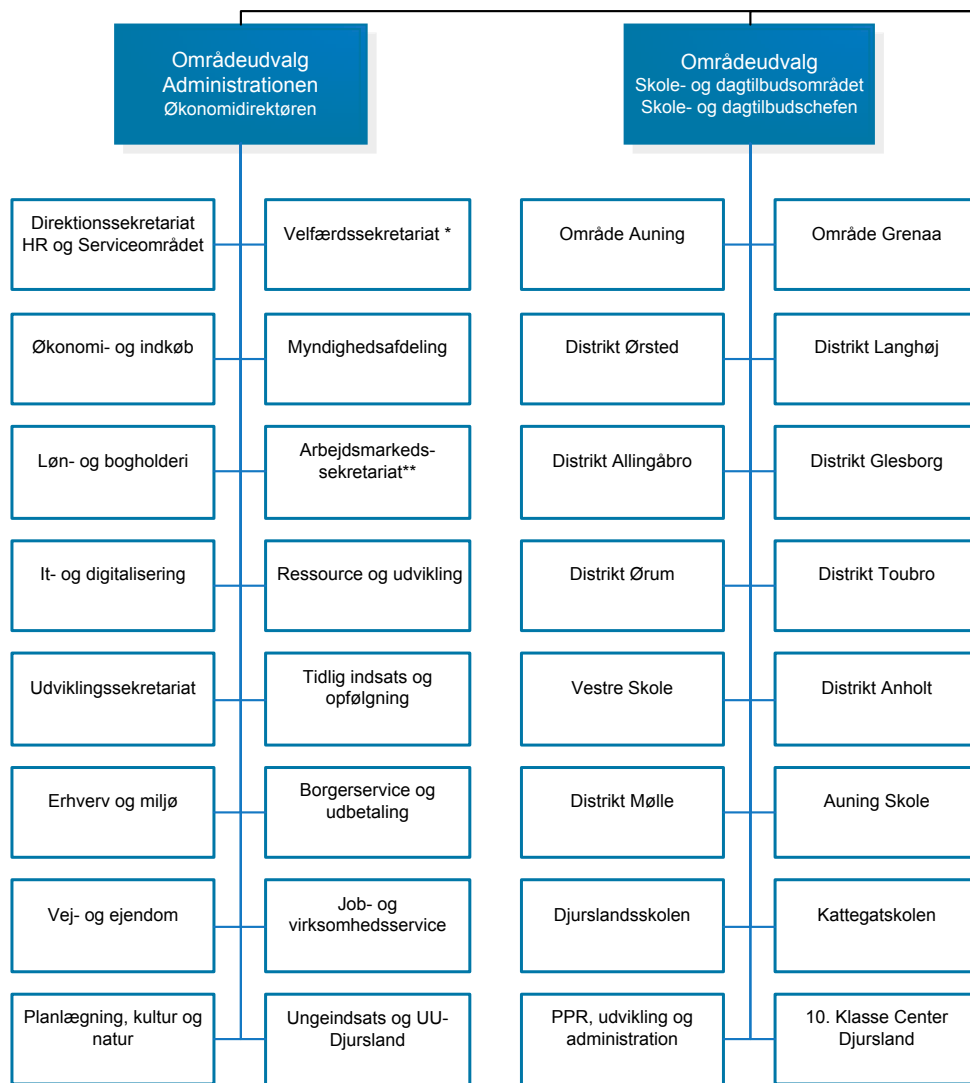 Områdeudvalg
Administrationen
Økonomidirektøren
Direktionssekretariat
HR og Serviceområdet
Velfærdssekretariat *
Økonomi- og indkøb
Myndighedsafdeling
Løn- og bogholderi
Arbejdsmarkeds-
sekretariat**
It- og digitalisering
Ressource og udvikling
Udviklingssekretariat
Tidlig indsats og
opfølgning
Erhverv og miljø
Borgerservice og
udbetaling
Vej- og ejendom
Job- og
virksomhedsservice
Planlægning, kultur og
natur
Ungeindsats og UU-
Djursland
Områdeudvalg
Skole- og dagtilbudsområdet
Skole- og dagtilbudschefen
Område Auning
Område Grenaa
Distrikt Ørsted
Distrikt Langhøj
Distrikt Allingåbro
Distrikt Glesborg
Distrikt Ørum
Distrikt Toubro
Vestre Skole
Distrikt Anholt
Distrikt Mølle
Auning Skole
Djurslandsskolen
Kattegatskolen
PPR, udvikling og
administration
10. Klasse Center
Djursland